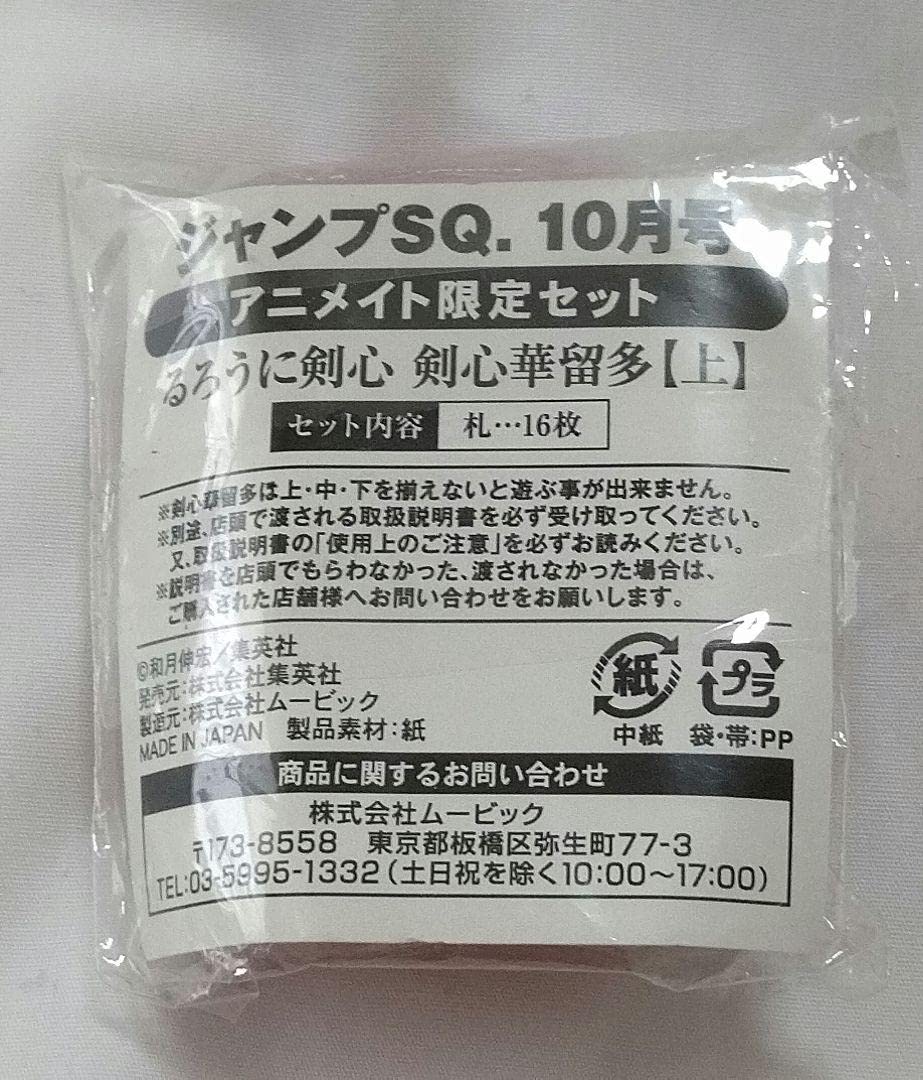 ジャンプSQ. 10月号
アニメイト限定セット
るろうに剣心 剣心華留多【上】
セット内容 札…16枚
※剣心華留多は上・中・下を揃えないと遊ぶ事が出来ません。
※別途、店頭で渡される取扱説明書を必ず受け取ってください。
又、取扱説明書の「使用上のご注意」を必ずお読みください。
※説明書を店頭でもらわなかった、渡されなかった場合は、
ご購入された店舗様へお問い合わせをお願いします。
©和月伸宏/集英社
発売元:株式会社集英社
製造元:株式会社ムービック
MADE IN JAPAN 製品素材:紙
紙 プラ
中紙 袋・帯:PP
商品に関するお問い合わせ
株式会社ムービック
〒173-8558 東京都板橋区弥生町77-3
TEL:03-5995-1332(土日祝を除く10:00〜17:00)